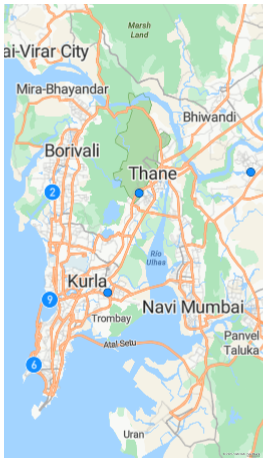 Marsh
Land
ai-Virar City
Mira-Bhayandar
Bhiwandi
Borivali
Thane
2
Rio
Ulhas
Kurla
9
Navi Mumbai
Trombay
Panvel
Taluka
Atal Setu
6
Uran